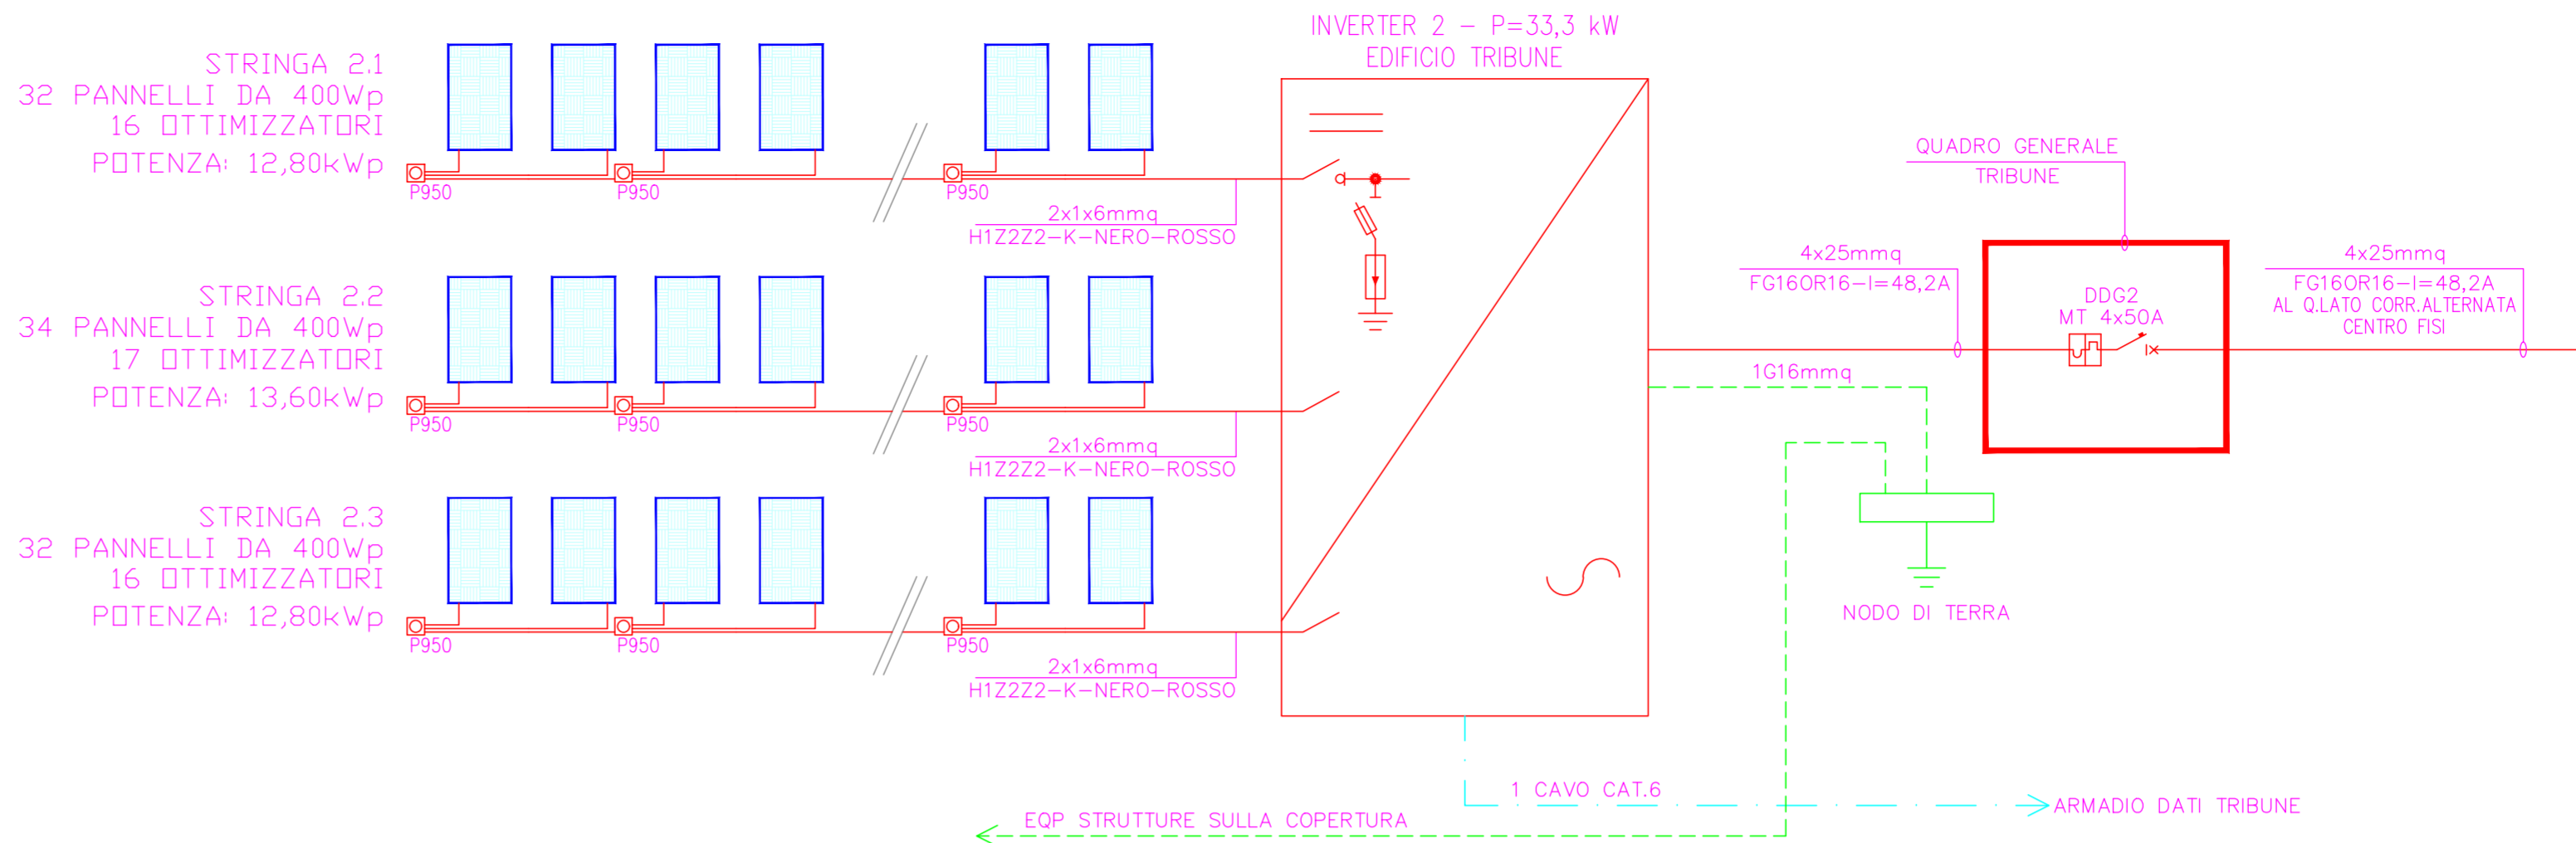 INVERTER 2 - P=33,3 kW
EDIFICIO TRIBUNE
STRINGA 2.1
32 PANNELLI DA 400Wp
16 OTTIMIZZATORI
POTENZA: 12,80kWp
P950
P950
P950
2x1x6mmq
H1Z2Z2-K-NERO-ROSSO
STRINGA 2.2
34 PANNELLI DA 400Wp
17 OTTIMIZZATORI
POTENZA: 13,60kWp
P950
P950
P950
2x1x6mmq
H1Z2Z2-K-NERO-ROSSO
STRINGA 2.3
32 PANNELLI DA 400Wp
16 OTTIMIZZATORI
POTENZA: 12,80kWp
P950
P950
P950
2x1x6mmq
H1Z2Z2-K-NERO-ROSSO
QUADRO GENERALE
TRIBUNE
4x25mmq
FG16OR16-I=48,2A
DDG2
MT 4x50A
4x25mmq
FG16OR16-I=48,2A
AL Q.LATO CORR.ALTERNATA
CENTRO FISI
1G16mmq
NODO DI TERRA
1 CAVO CAT.6
ARMADIO DATI TRIBUNE
EQP STRUTTURE SULLA COPERTURA